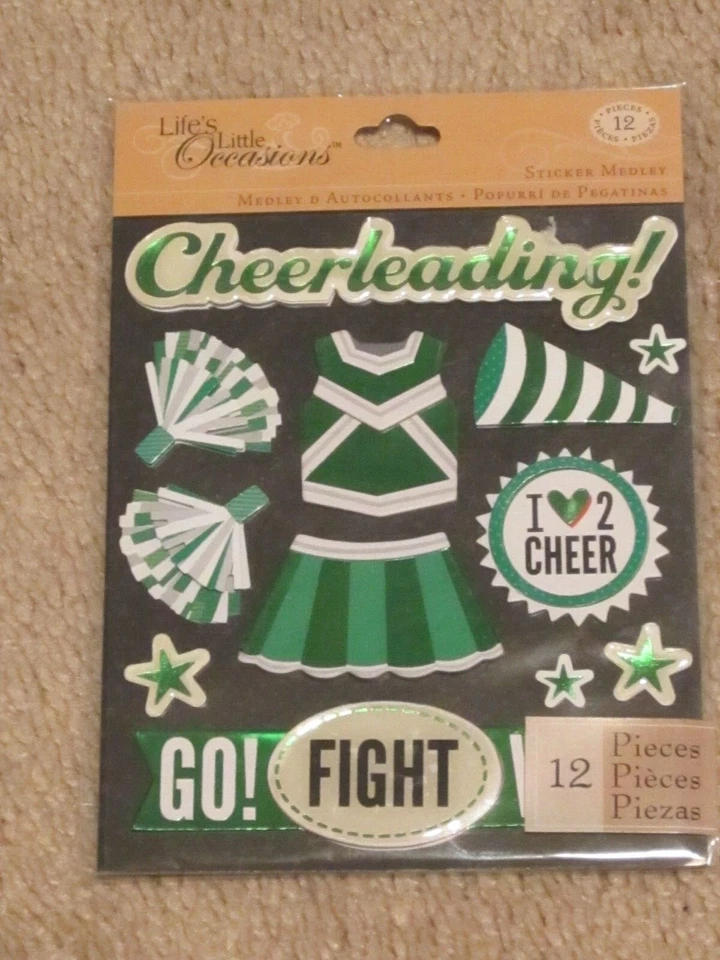 Life's
Little
Occasions™
PIECES
12
PIÈCES • PIEZAS
STICKER MEDLEY
MEDLEY D AUTOCOLLANTS • POPURRÍ DE PEGATINAS
Cheerleading!
I ♥ 2
CHEER
GO! FIGHT
12
Pieces
Pièces
Piezas